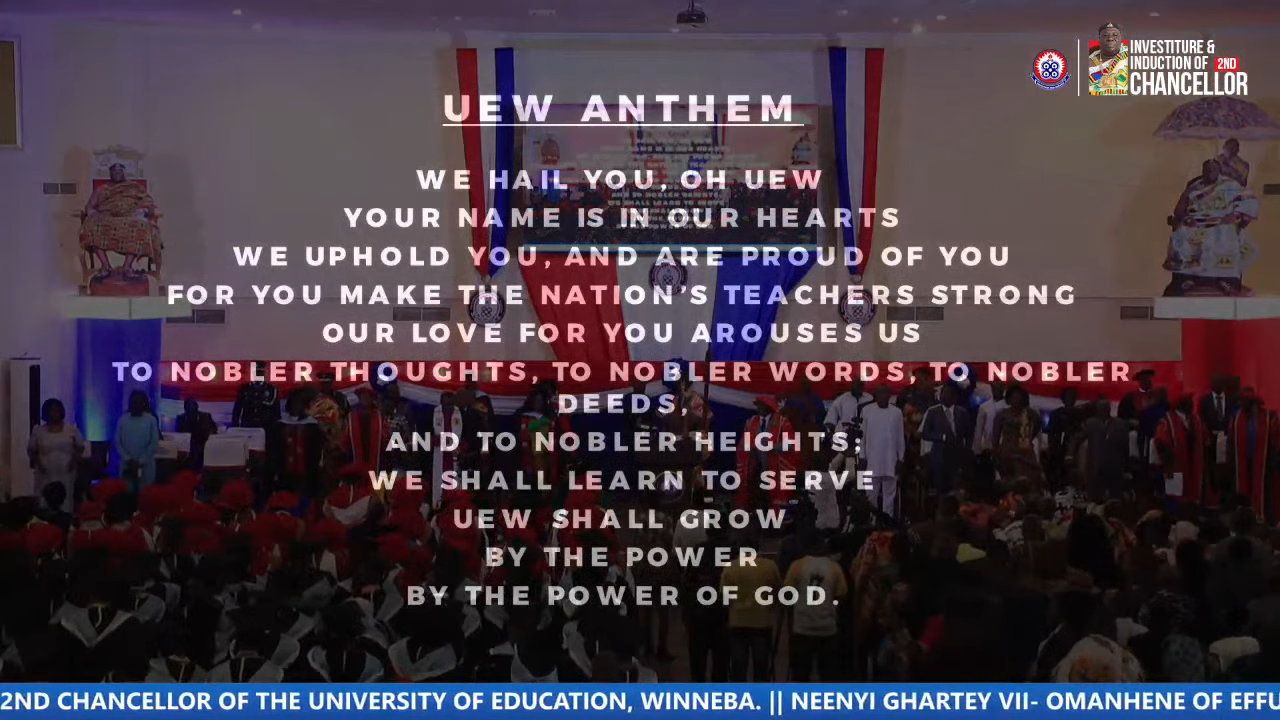 INVESTITURE &
INDUCTION OF 2ND
CHANCELLOR
UEW ANTHEM
WE HAIL YOU, OH UEW
YOUR NAME IS IN OUR HEARTS
WE UPHOLD YOU, AND ARE PROUD OF YOU
FOR YOU MAKE THE NATION'S TEACHERS STRONG
OUR LOVE FOR YOU AROUSES US
TO NOBLER THOUGHTS, TO NOBLER WORDS, TO NOBLER
DEEDS,
AND TO NOBLER HEIGHTS;
WE SHALL LEARN TO SERVE
UEW SHALL GROW
BY THE POWER
BY THE POWER OF GOD.
2ND CHANCELLOR OF THE UNIVERSITY OF EDUCATION, WINNEBA. || NEENYI GHARTEY VII- OMANHENE OF EFFU